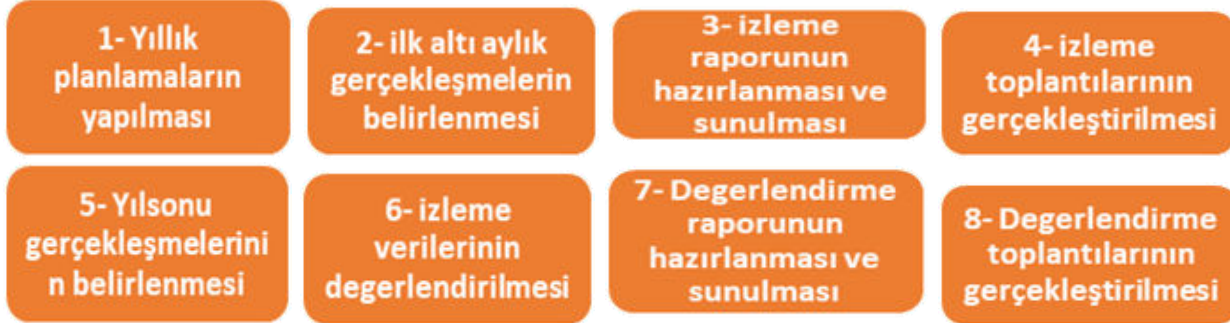 1- Yıllık
planlamaların
yapılması
2- ilk altı aylık
gerçekleşmelerin
belirlenmesi
3- izleme
raporunun
hazırlanması ve
sunulması
4- izleme
toplantılarının
gerçekleştirilmesi
5- Yılsonu
gerçekleşmelerini
n belirlenmesi
6- izleme
verilerinin
degerlendirilmesi
7- Degerlendirme
raporunun
hazırlanması ve
sunulması
8- Degerlendirme
toplantılarının
gerçekleştirilmesi